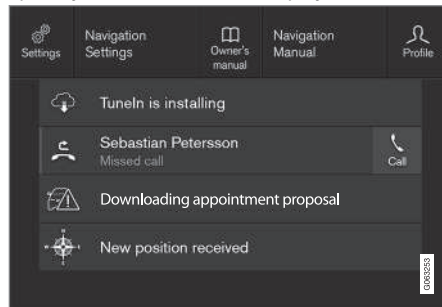 Settings
Navigation
Settings
Owner's
manual
Navigation
Manual
Profile
TuneIn is installing
Sebastian Petersson
Missed call
Call
Downloading appointment proposal
New position received
G063253